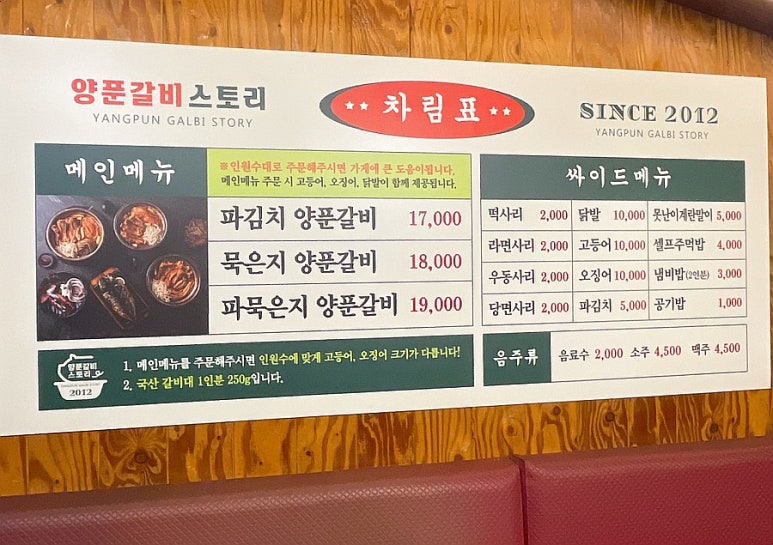 양푼갈비스토리
YANGPUN GALBI STORY
★★ 차림표 ★★
SINCE 2012
YANGPUN GALBI STORY
메인메뉴
※인원수대로 주문해주시면 가게에 큰 도움이됩니다.
메인메뉴 주문 시 고등어, 오징어, 닭발이 함께 제공됩니다.
파김치 양푼갈비 17,000
묵은지 양푼갈비 18,000
파묵은지 양푼갈비 19,000
싸이드메뉴
떡사리 2,000 닭발 10,000 못난이계란말이 5,000
라면사리 2,000 고등어 10,000 셀프주먹밥 4,000
우동사리 2,000 오징어 10,000 냄비밥(2인분) 3,000
당면사리 2,000 파김치 5,000 공기밥 1,000
양푼갈비
스토리
YANGPUN GALBI STORY
2012
1. 메인메뉴를 주문해주시면 인원수에 맞게 고등어, 오징어 크기가 다릅니다!
2. 국산 갈비대 1인분 250g입니다.
음주류 음료수 2,000 소주 4,500 맥주 4,500